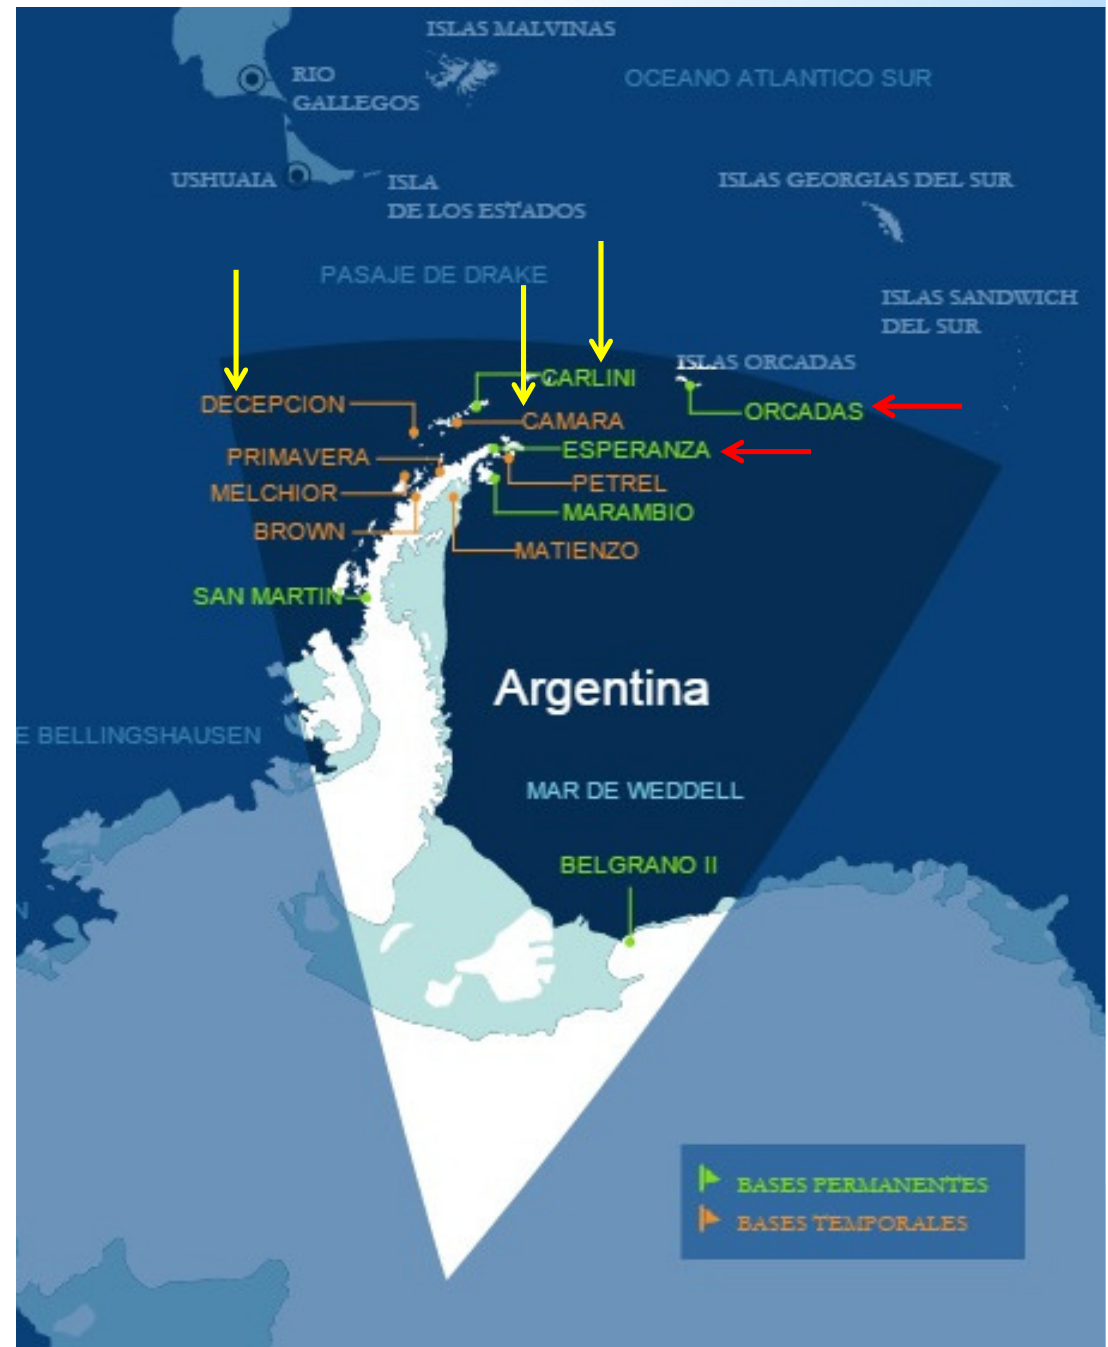 ISLAS MALVINAS
RIO
GALLEGOS
OCEANO ATLANTICO SUR
USHUAIA
ISLA
DE LOS ESTADOS
ISLAS GEORGIAS DEL SUR
PASAJE DE DRAKE
ISLAS SANDWICH
DEL SUR
ISLAS ORCADAS
CARLINI
DECEPCION
ORCADAS
CAMARA
ESPERANZA
PRIMAVERA
PETREL
MELCHIOR
MARAMBIO
BROWN
MATIENZO
SAN MARTIN
Argentina
E BELLINGSHAUSEN
MAR DE WEDDELL
BELGRANO II
N
BASES PERMANENTES
BASES TEMPORALES